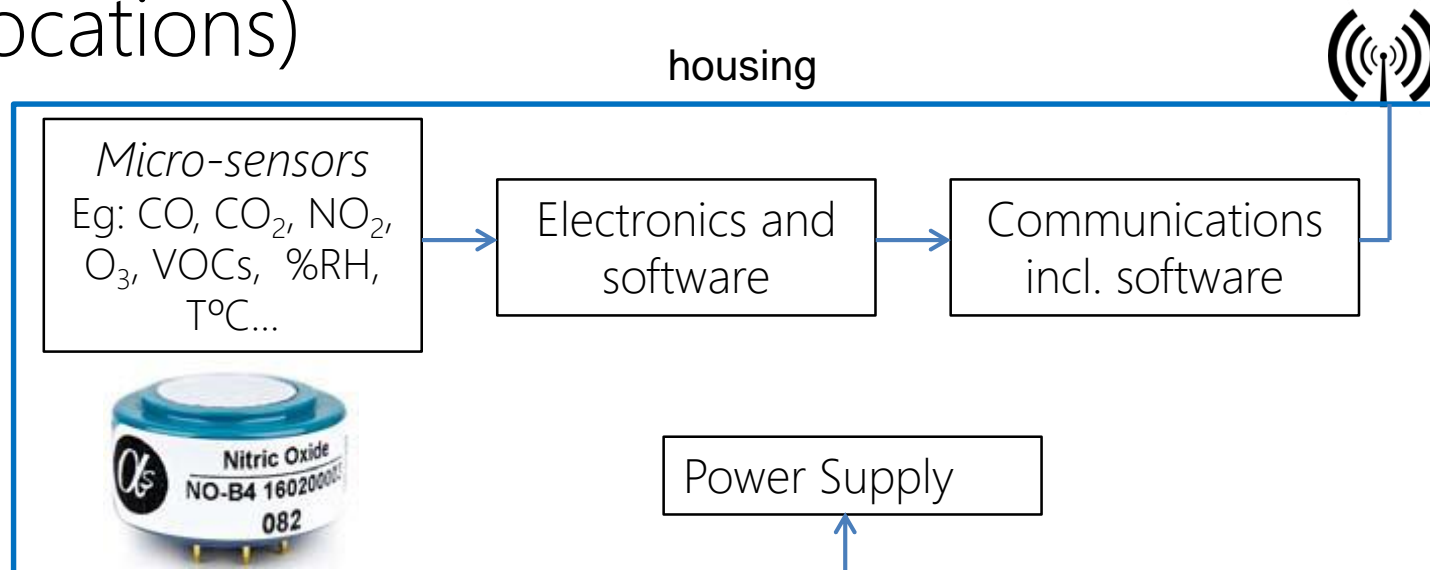 ocations)
housing
Micro-sensors
Eg: CO, CO₂, NO₂,
O₃, VOCs, %RH,
TºC...
Electronics and
software
Communications
incl. software
Nitric Oxide
NO-B4
082
Power Supply